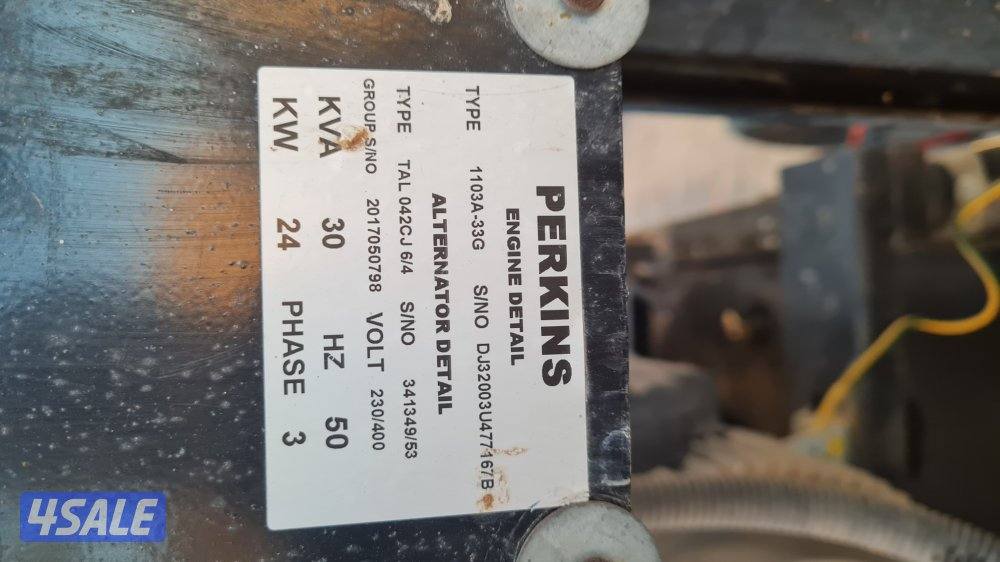 PERKINS
ENGINE DETAIL
TYPE 1103A-33G S/NO DJ32003U477167B
ALTERNATOR DETAIL
TYPE TAL 042CJ 6/4 S/NO 341349/53
GROUP S/NO 2017050798 VOLT 230/400
KVA 30 HZ 50
KW 24 PHASE 3
4SALE